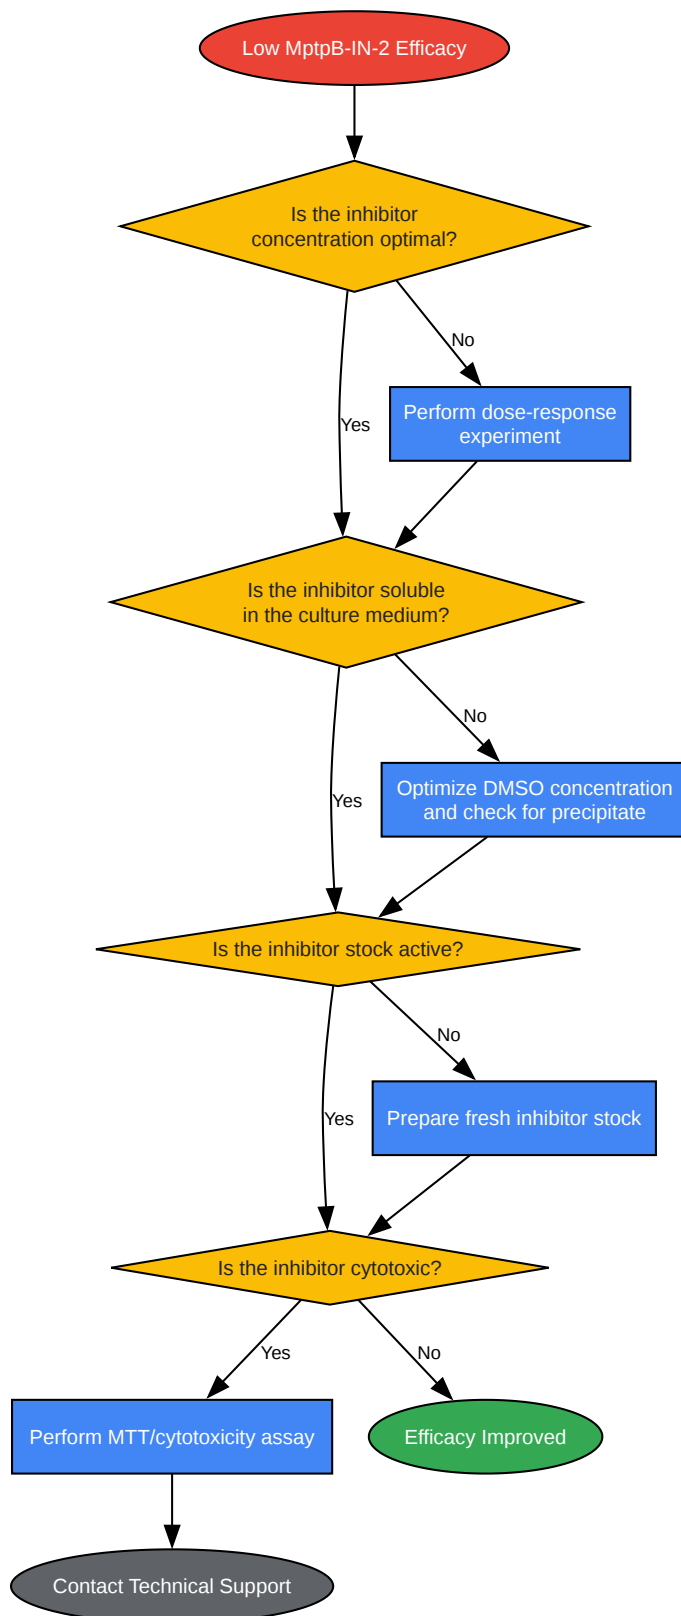 Low MptpB-IN-2 Efficacy
Is the inhibitor
concentration optimal?
No
Yes
Perform dose-response
experiment
Is the inhibitor soluble
in the culture medium?
No
Yes
Optimize DMSO concentration
and check for precipitate
Is the inhibitor stock active?
No
Yes
Prepare fresh inhibitor stock
Is the inhibitor cytotoxic?
Yes
No
Perform MTT/cytotoxicity assay
Efficacy Improved
Contact Technical Support